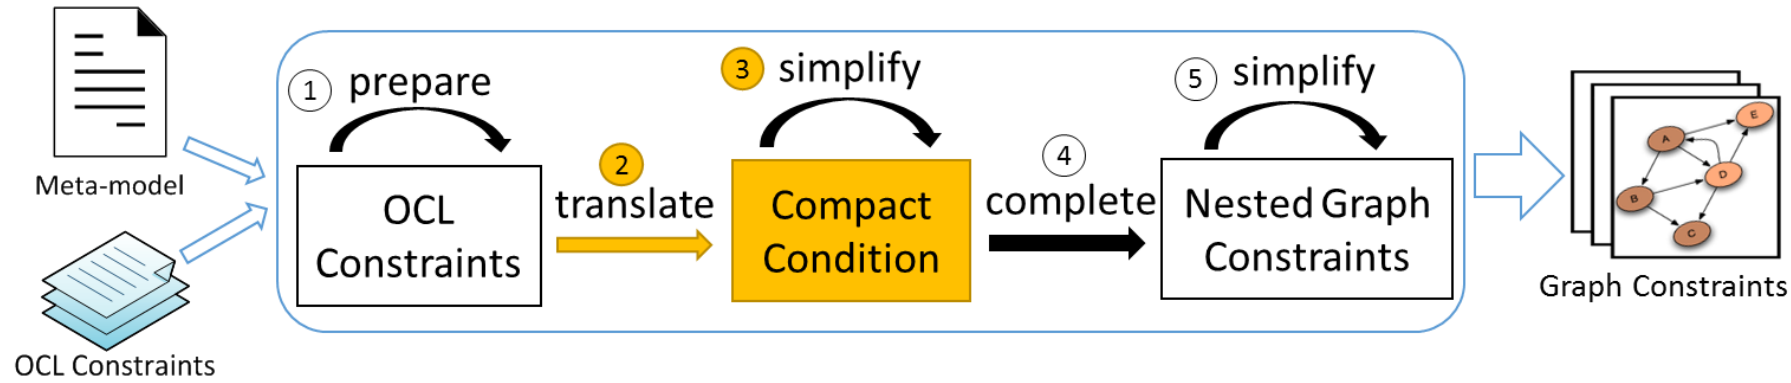 Meta-model
OCL Constraints
1 prepare
OCL
Constraints
2
translate
3 simplify
Compact
Condition
4
complete
5 simplify
Nested Graph
Constraints
E
A
D
B
C
Graph Constraints